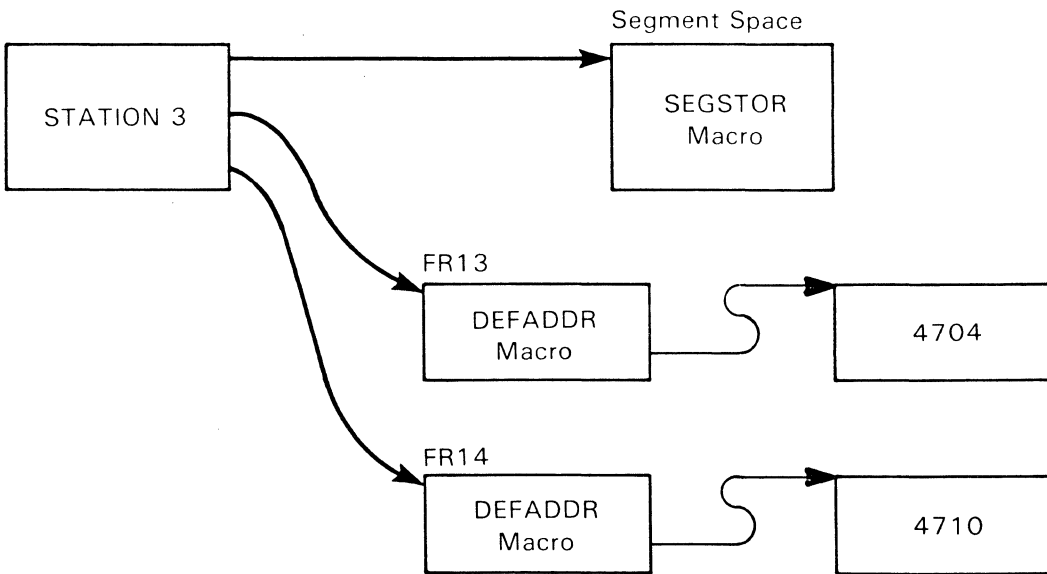 Segment Space
STATION 3
SEGSTOR
Macro
FR13
DEFADDR
Macro
4704
FR14
DEFADDR
Macro
4710